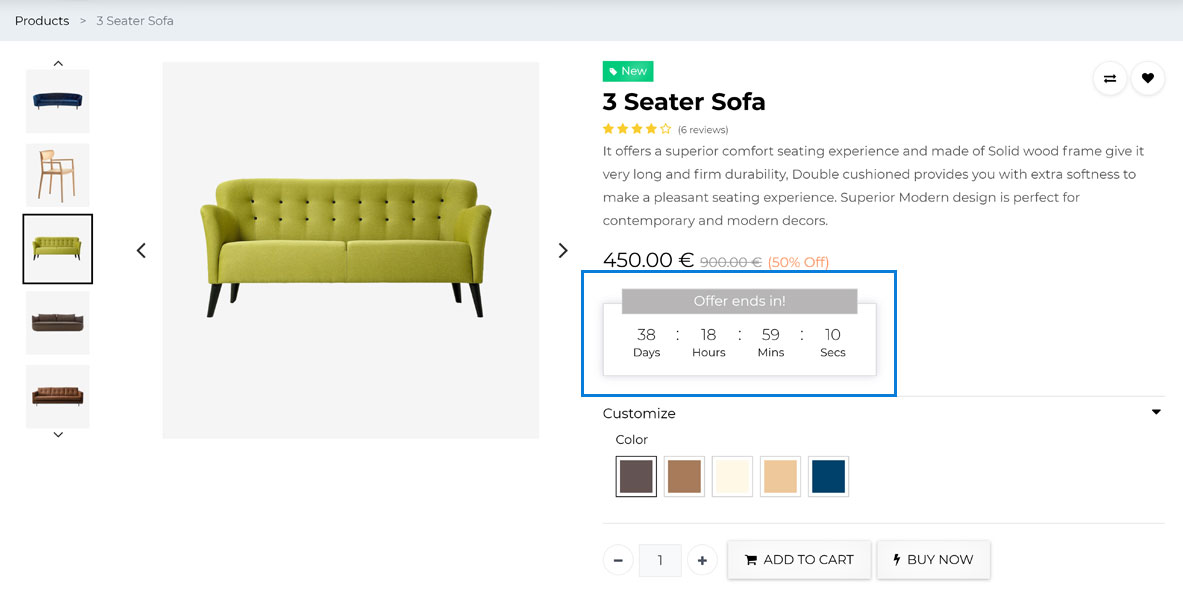 Products > 3 Seater Sofa
New
3 Seater Sofa
(6 reviews)
It offers a superior comfort seating experience and made of Solid wood frame give it
very long and firm durability, Double cushioned provides you with extra softness to
make a pleasant seating experience. Superior Modern design is perfect for
contemporary and modern decors.
450.00 € 900.00 € (50% Off)
Offer ends in!
38 : 18 : 59 : 10
Days Hours Mins Secs
Customize
Color
1 ADD TO CART BUY NOW